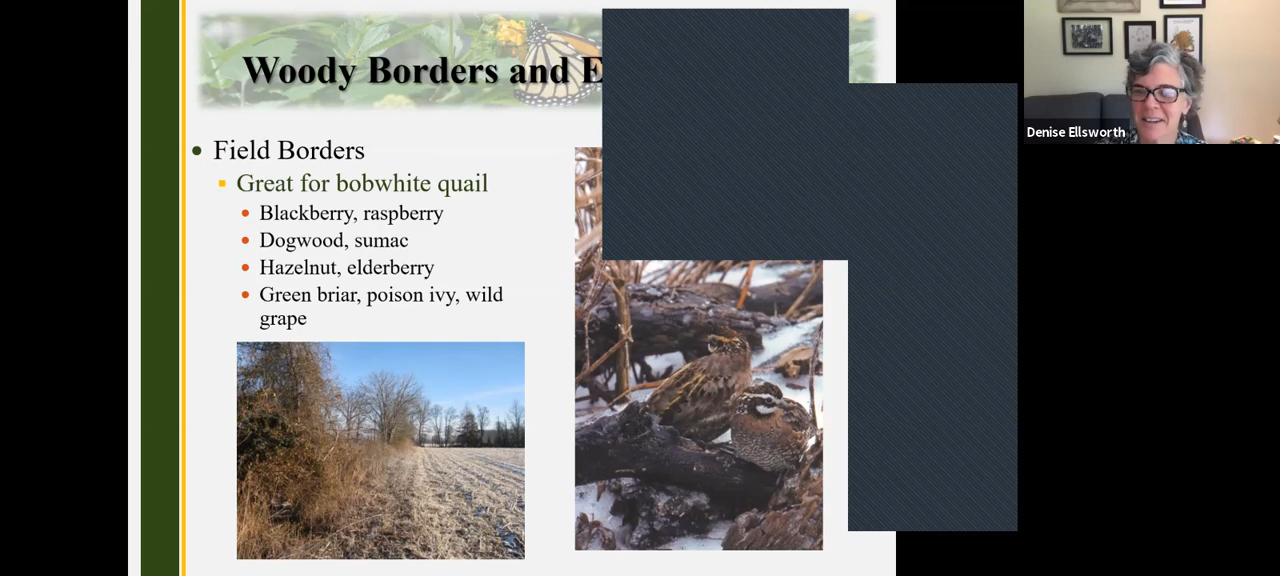 Woody Borders and E
Field Borders
Great for bobwhite quail
Blackberry, raspberry
Dogwood, sumac
Hazelnut, elderberry
Green briar, poison ivy, wild
grape
Denise Ellsworth